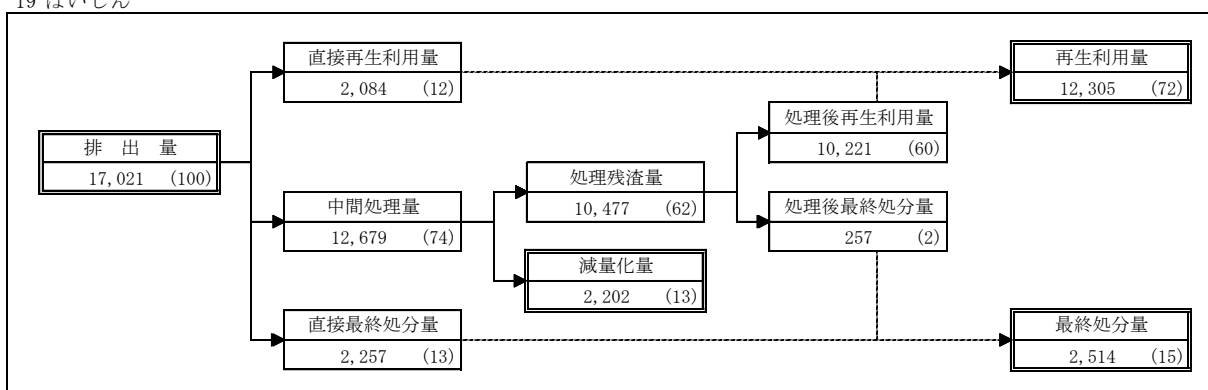 19 ばいじん
直接再生利用量
2,084 (12)
再生利用量
12,305 (72)
処理後再生利用量
10,221 (60)
排 出 量
17,021 (100)
処理残渣量
10,477 (62)
中間処理量
12,679 (74)
処理後最終処分量
257 (2)
減量化量
2,202 (13)
直接最終処分量
2,257 (13)
最終処分量
2,514 (15)